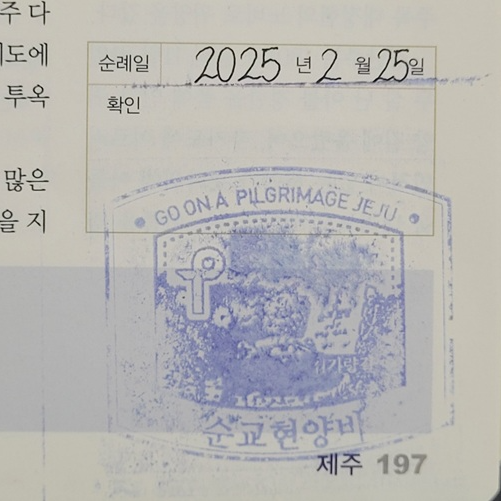 주 다
도에
투옥
많은
을 지
순례일 2025 년 2 월 25일
확인
GO ON A PILGRIMAGE JEJU
순교현양비
제주 197